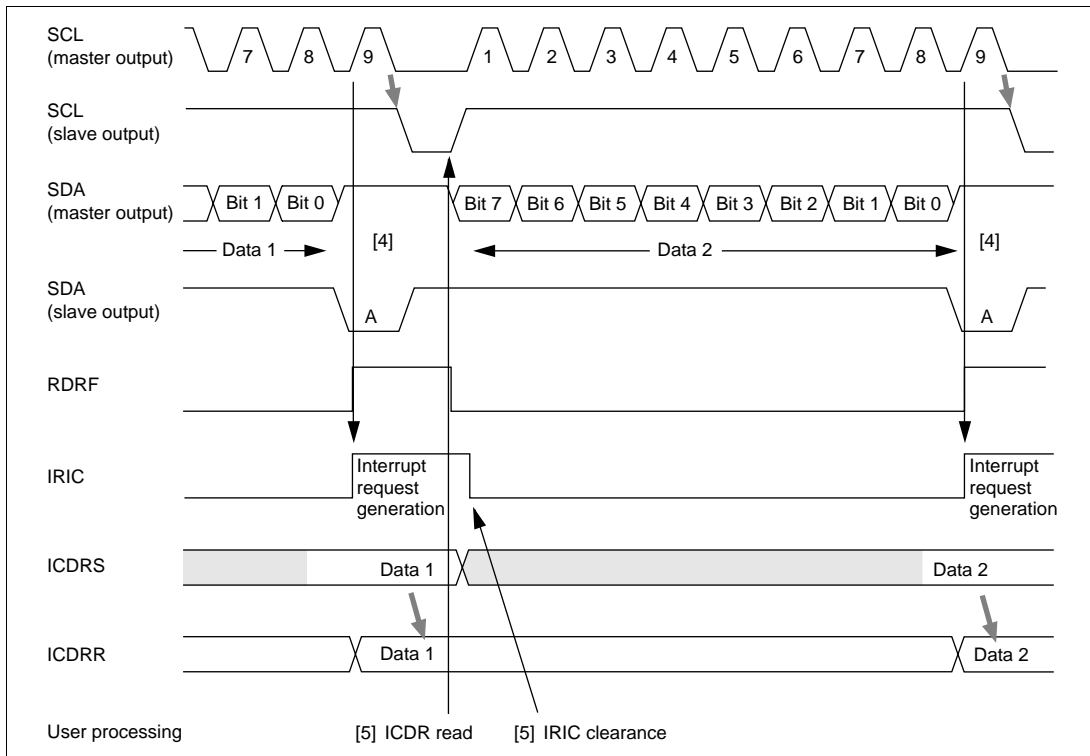 SCL
(master output)
7 8 9 1 2 3 4 5 6 7 8 9
SCL
(slave output)
SDA
(master output)
Bit 1 Bit 0 Bit 7 Bit 6 Bit 5 Bit 4 Bit 3 Bit 2 Bit 1 Bit 0
Data 1 [4] Data 2 [4]
SDA
(slave output)
A A
RDRF
IRIC
Interrupt
request
generation
Interrupt
request
generation
ICDRS
Data 1 Data 2
ICDRR
Data 1 Data 2
User processing [5] ICDR read [5] IRIC clearance